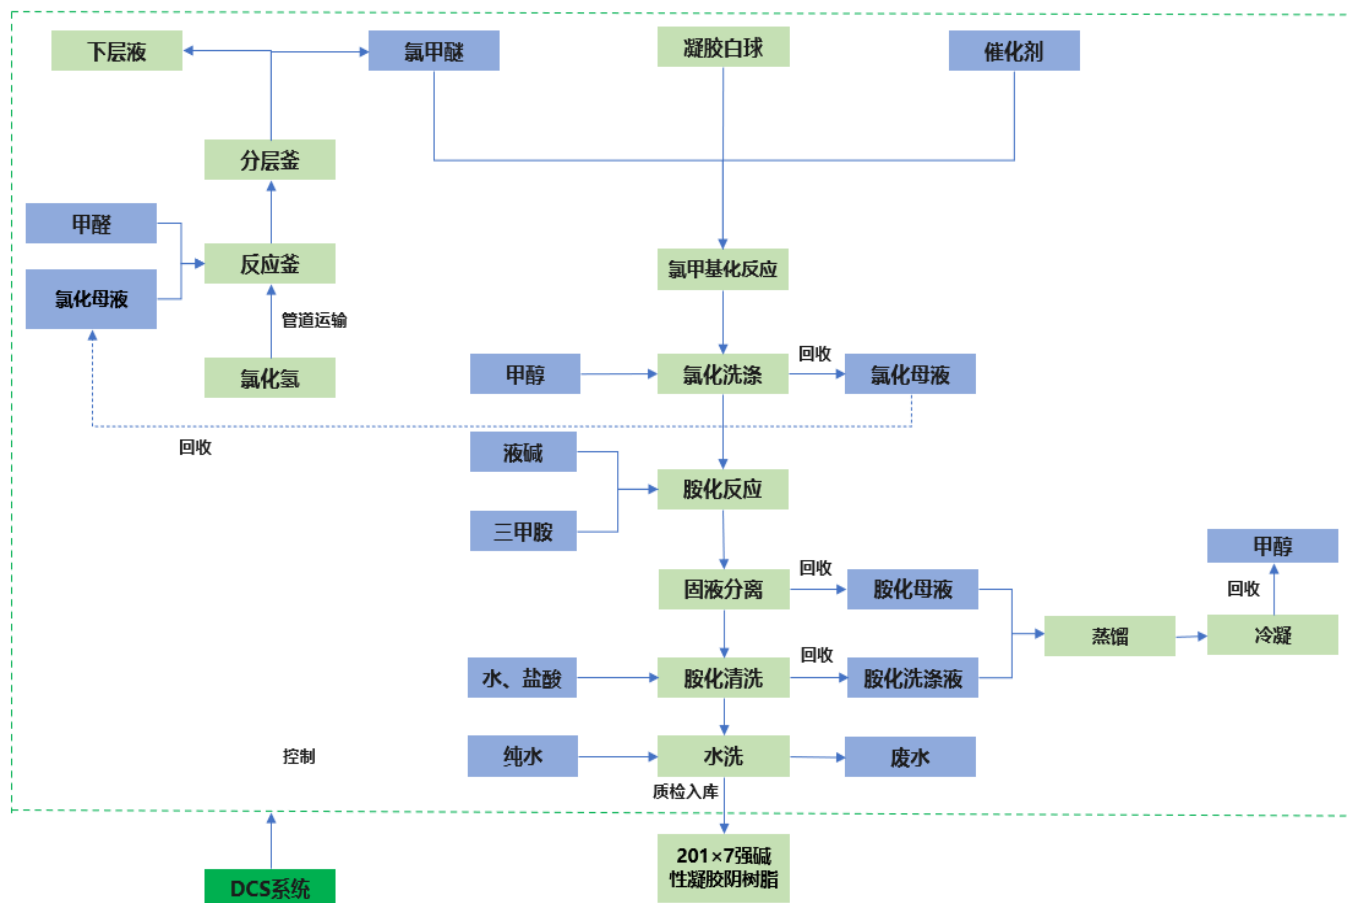 下层液
氯甲醚
凝胶白球
催化剂
分层釜
甲醛
反应釜
氯化母液
氯甲基化反应
管道运输
氯化氢
甲醇
氯化洗涤
回收
氯化母液
回收
液碱
胺化反应
三甲胺
甲醇
固液分离
回收
胺化母液
回收
蒸馏
冷凝
水、盐酸
胺化清洗
回收
胺化洗涤液
控制
纯水
水洗
废水
质检入库
DCS系统
201×7强碱
性凝胶阴树脂